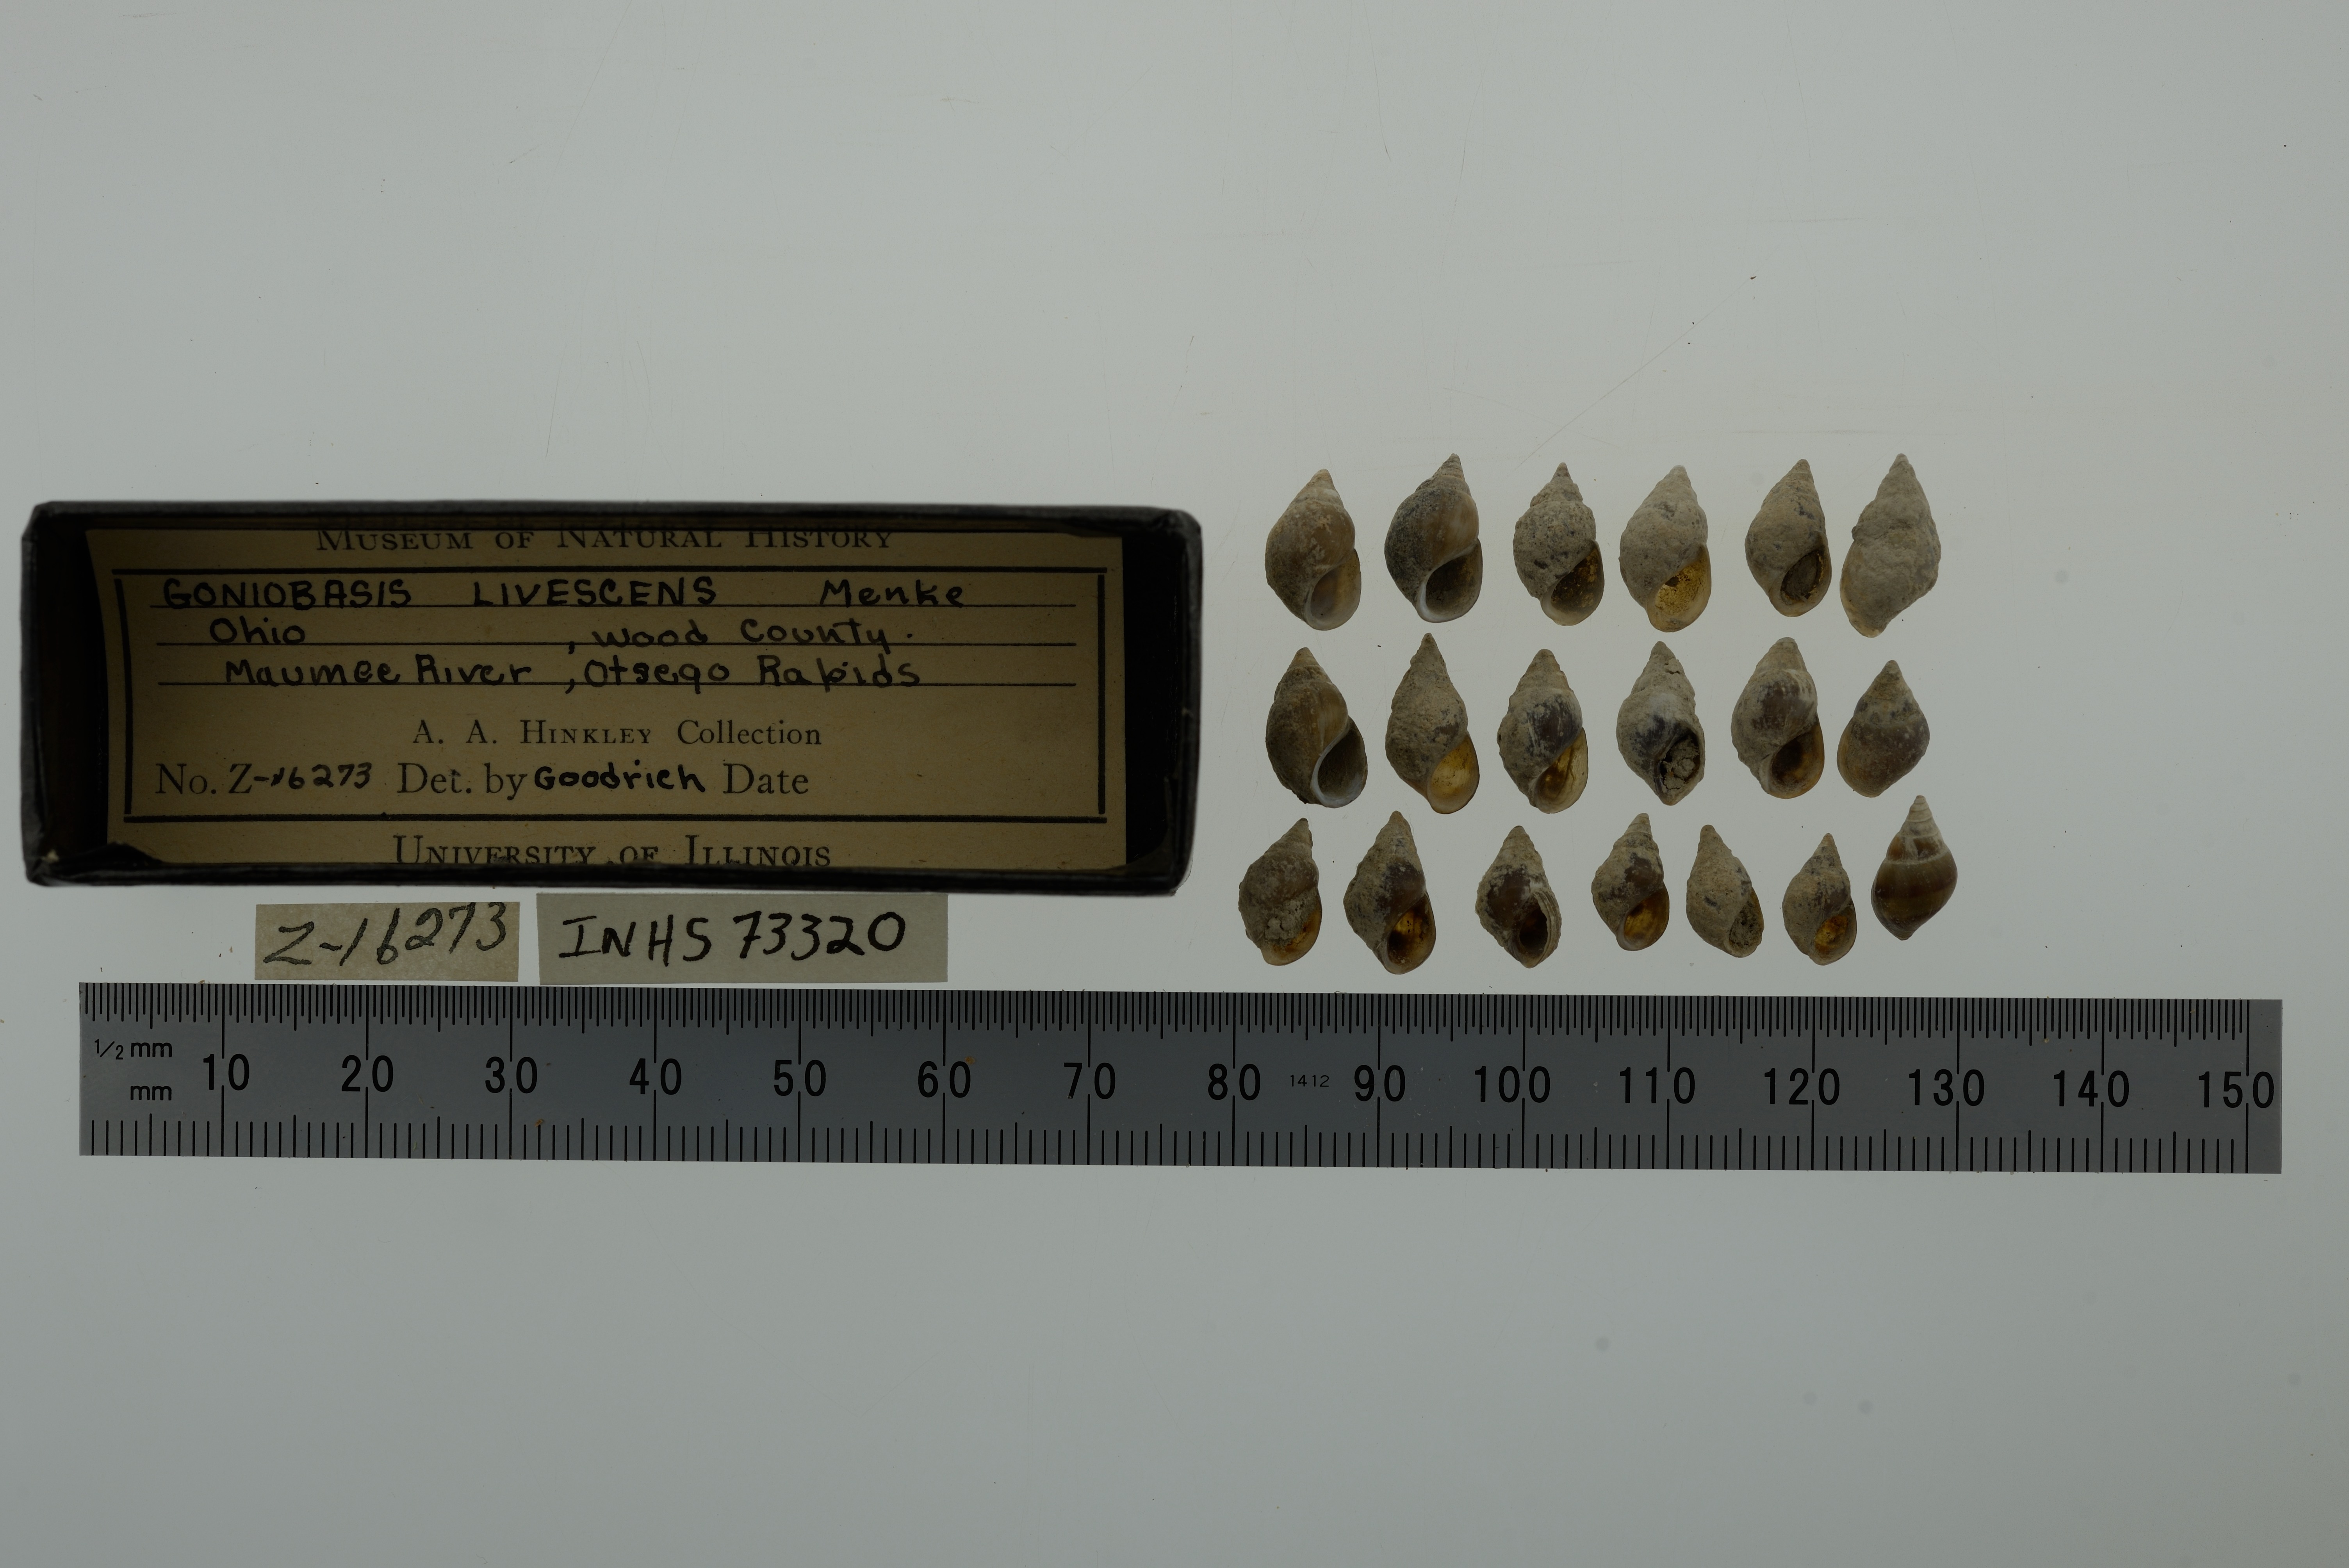 MUSEUM OF NATURAL HISTORY
GONIOBASIS LIVESCENS Menke
Ohio , Wood County.
Maumee River , Otsego Rapids
A. A. HINKLEY Collection
No. Z-16273 Det. by Goodrich Date
UNIVERSITY OF ILLINOIS
Z-16273
INHS 73320
1/2 mm
10 20 30 40 50 60 70 80 1412 90 100 110 120 130 140 150
mm